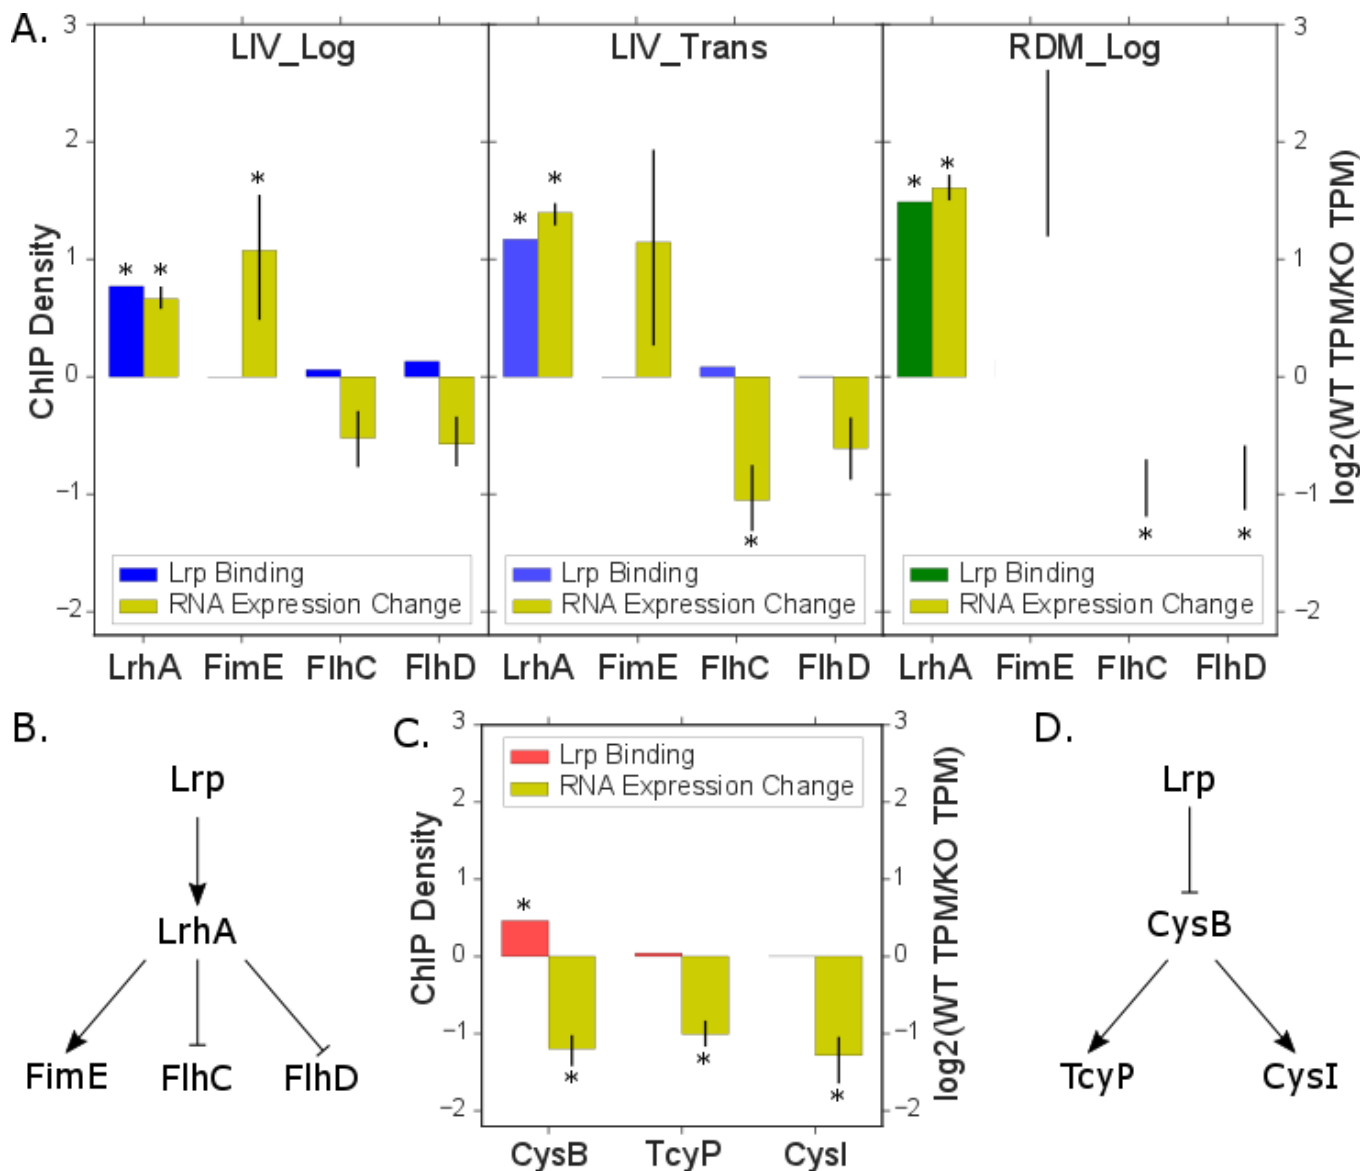 A.
LIV_Log
LIV_Trans
RDM_Log
3
2
1
0
−1
−2
ChIP Density
3
2
1
0
−1
−2
log2(WT TPM/KO TPM)
*
*
*
*
*
*
*
*
*
*
Lrp Binding
RNA Expression Change
Lrp Binding
RNA Expression Change
Lrp Binding
RNA Expression Change
LrhA FimE FlhC FlhD
LrhA FimE FlhC FlhD
LrhA FimE FlhC FlhD
B.
Lrp
LrhA
FimE FlhC FlhD
C.
3
2
1
0
−1
−2
ChIP Density
3
2
1
0
−1
−2
log2(WT TPM/KO TPM)
Lrp Binding
RNA Expression Change
*
*
*
*
CysB TcyP CysI
D.
Lrp
CysB
TcyP CysI